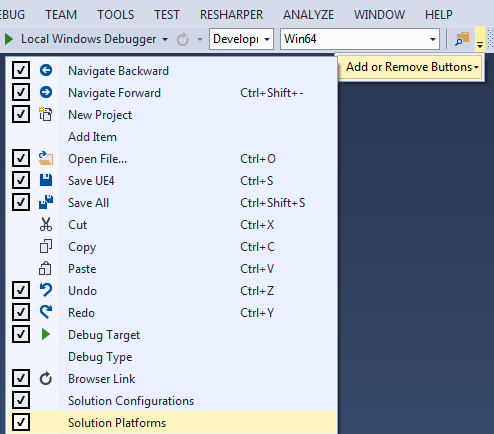 EBUG TEAM TOOLS TEST RESHARPER ANALYZE WINDOW HELP
Local Windows Debugger Developi Win64
Add or Remove Buttons
Navigate Backward
Navigate Forward Ctrl+Shift+-
New Project
Add Item
Open File... Ctrl+O
Save UE4 Ctrl+S
Save All Ctrl+Shift+S
Cut Ctrl+X
Copy Ctrl+C
Paste Ctrl+V
Undo Ctrl+Z
Redo Ctrl+Y
Debug Target
Debug Type
Browser Link
Solution Configurations
Solution Platforms